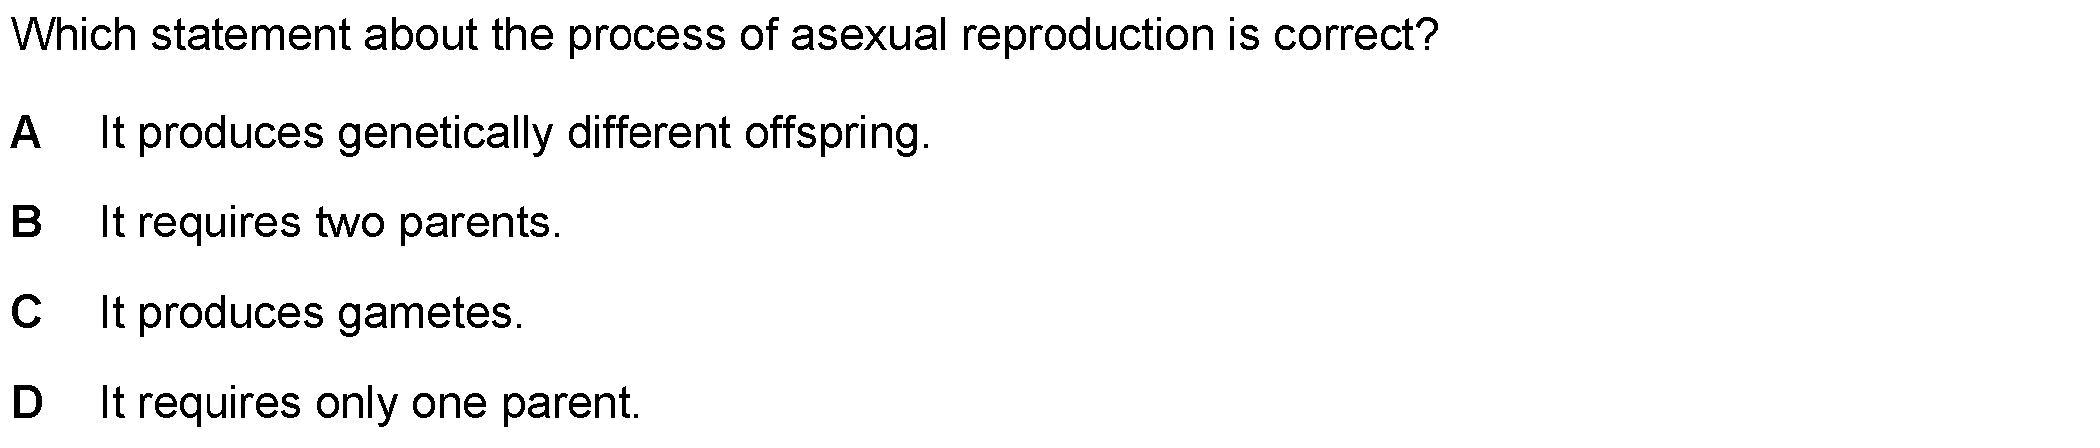 Which statement about the process of asexual reproduction is correct?
A It produces genetically different offspring.
B It requires two parents.
C It produces gametes.
D It requires only one parent.